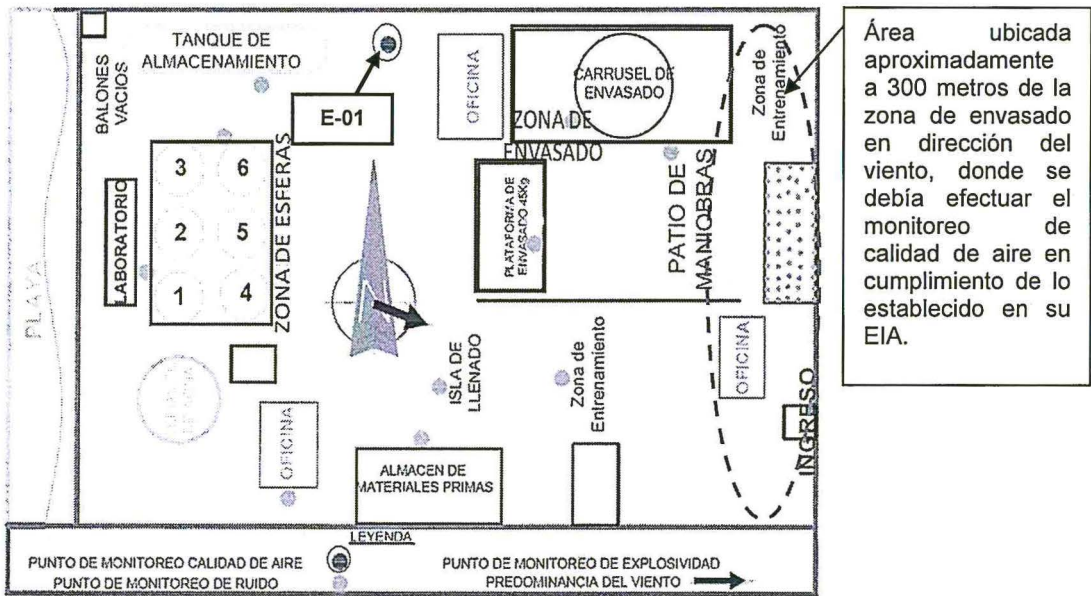 TANQUE DE
ALMACENAMIENTO
BALONES
VACIOS
E-01
OFICINA
CARRUSEL DE
ENVASADO
ZONA DE
ENVASADO
Zona de
Entrenamiento
Área ubicada
aproximadamente
a 300 metros de la
zona de envasado
en dirección del
viento, donde se
debía efectuar el
monitoreo de
calidad de aire en
cumplimiento de lo
establecido en su
EIA.
LABORATORIO
3 6
2 5
1 4
ZONA DE ESFERAS
PLATAFORMA DE
ENVASADO 45Kg
PATIO DE
MANIOBRAS
PLAYA
ISLA DE
LLENADO
Zona de
Entrenamiento
OFICINA
INGRESO
OFICINA
ALMACEN DE
MATERIALES PRIMAS
LEYENDA
PUNTO DE MONITOREO CALIDAD DE AIRE
PUNTO DE MONITOREO DE EXPLOSIVIDAD
PUNTO DE MONITOREO DE RUIDO
PREDOMINANCIA DEL VIENTO